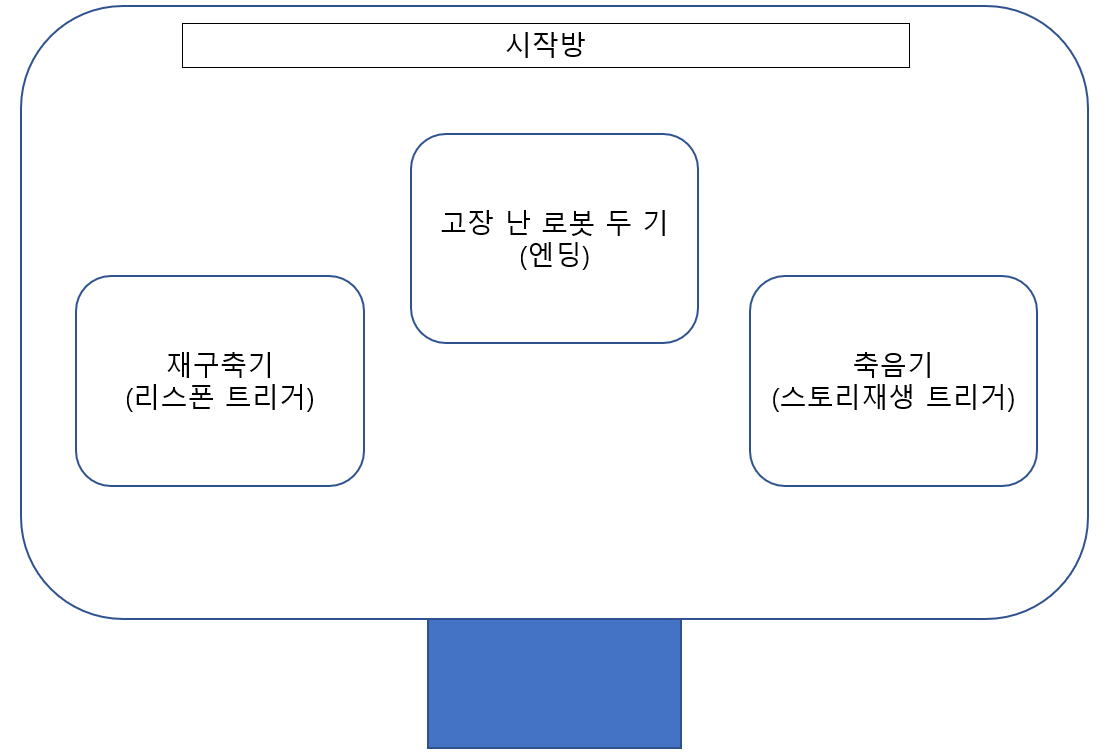 시작방
고장 난 로봇 두 기
(엔딩)
재구축기
(리스폰 트리거)
축음기
(스토리재생 트리거)